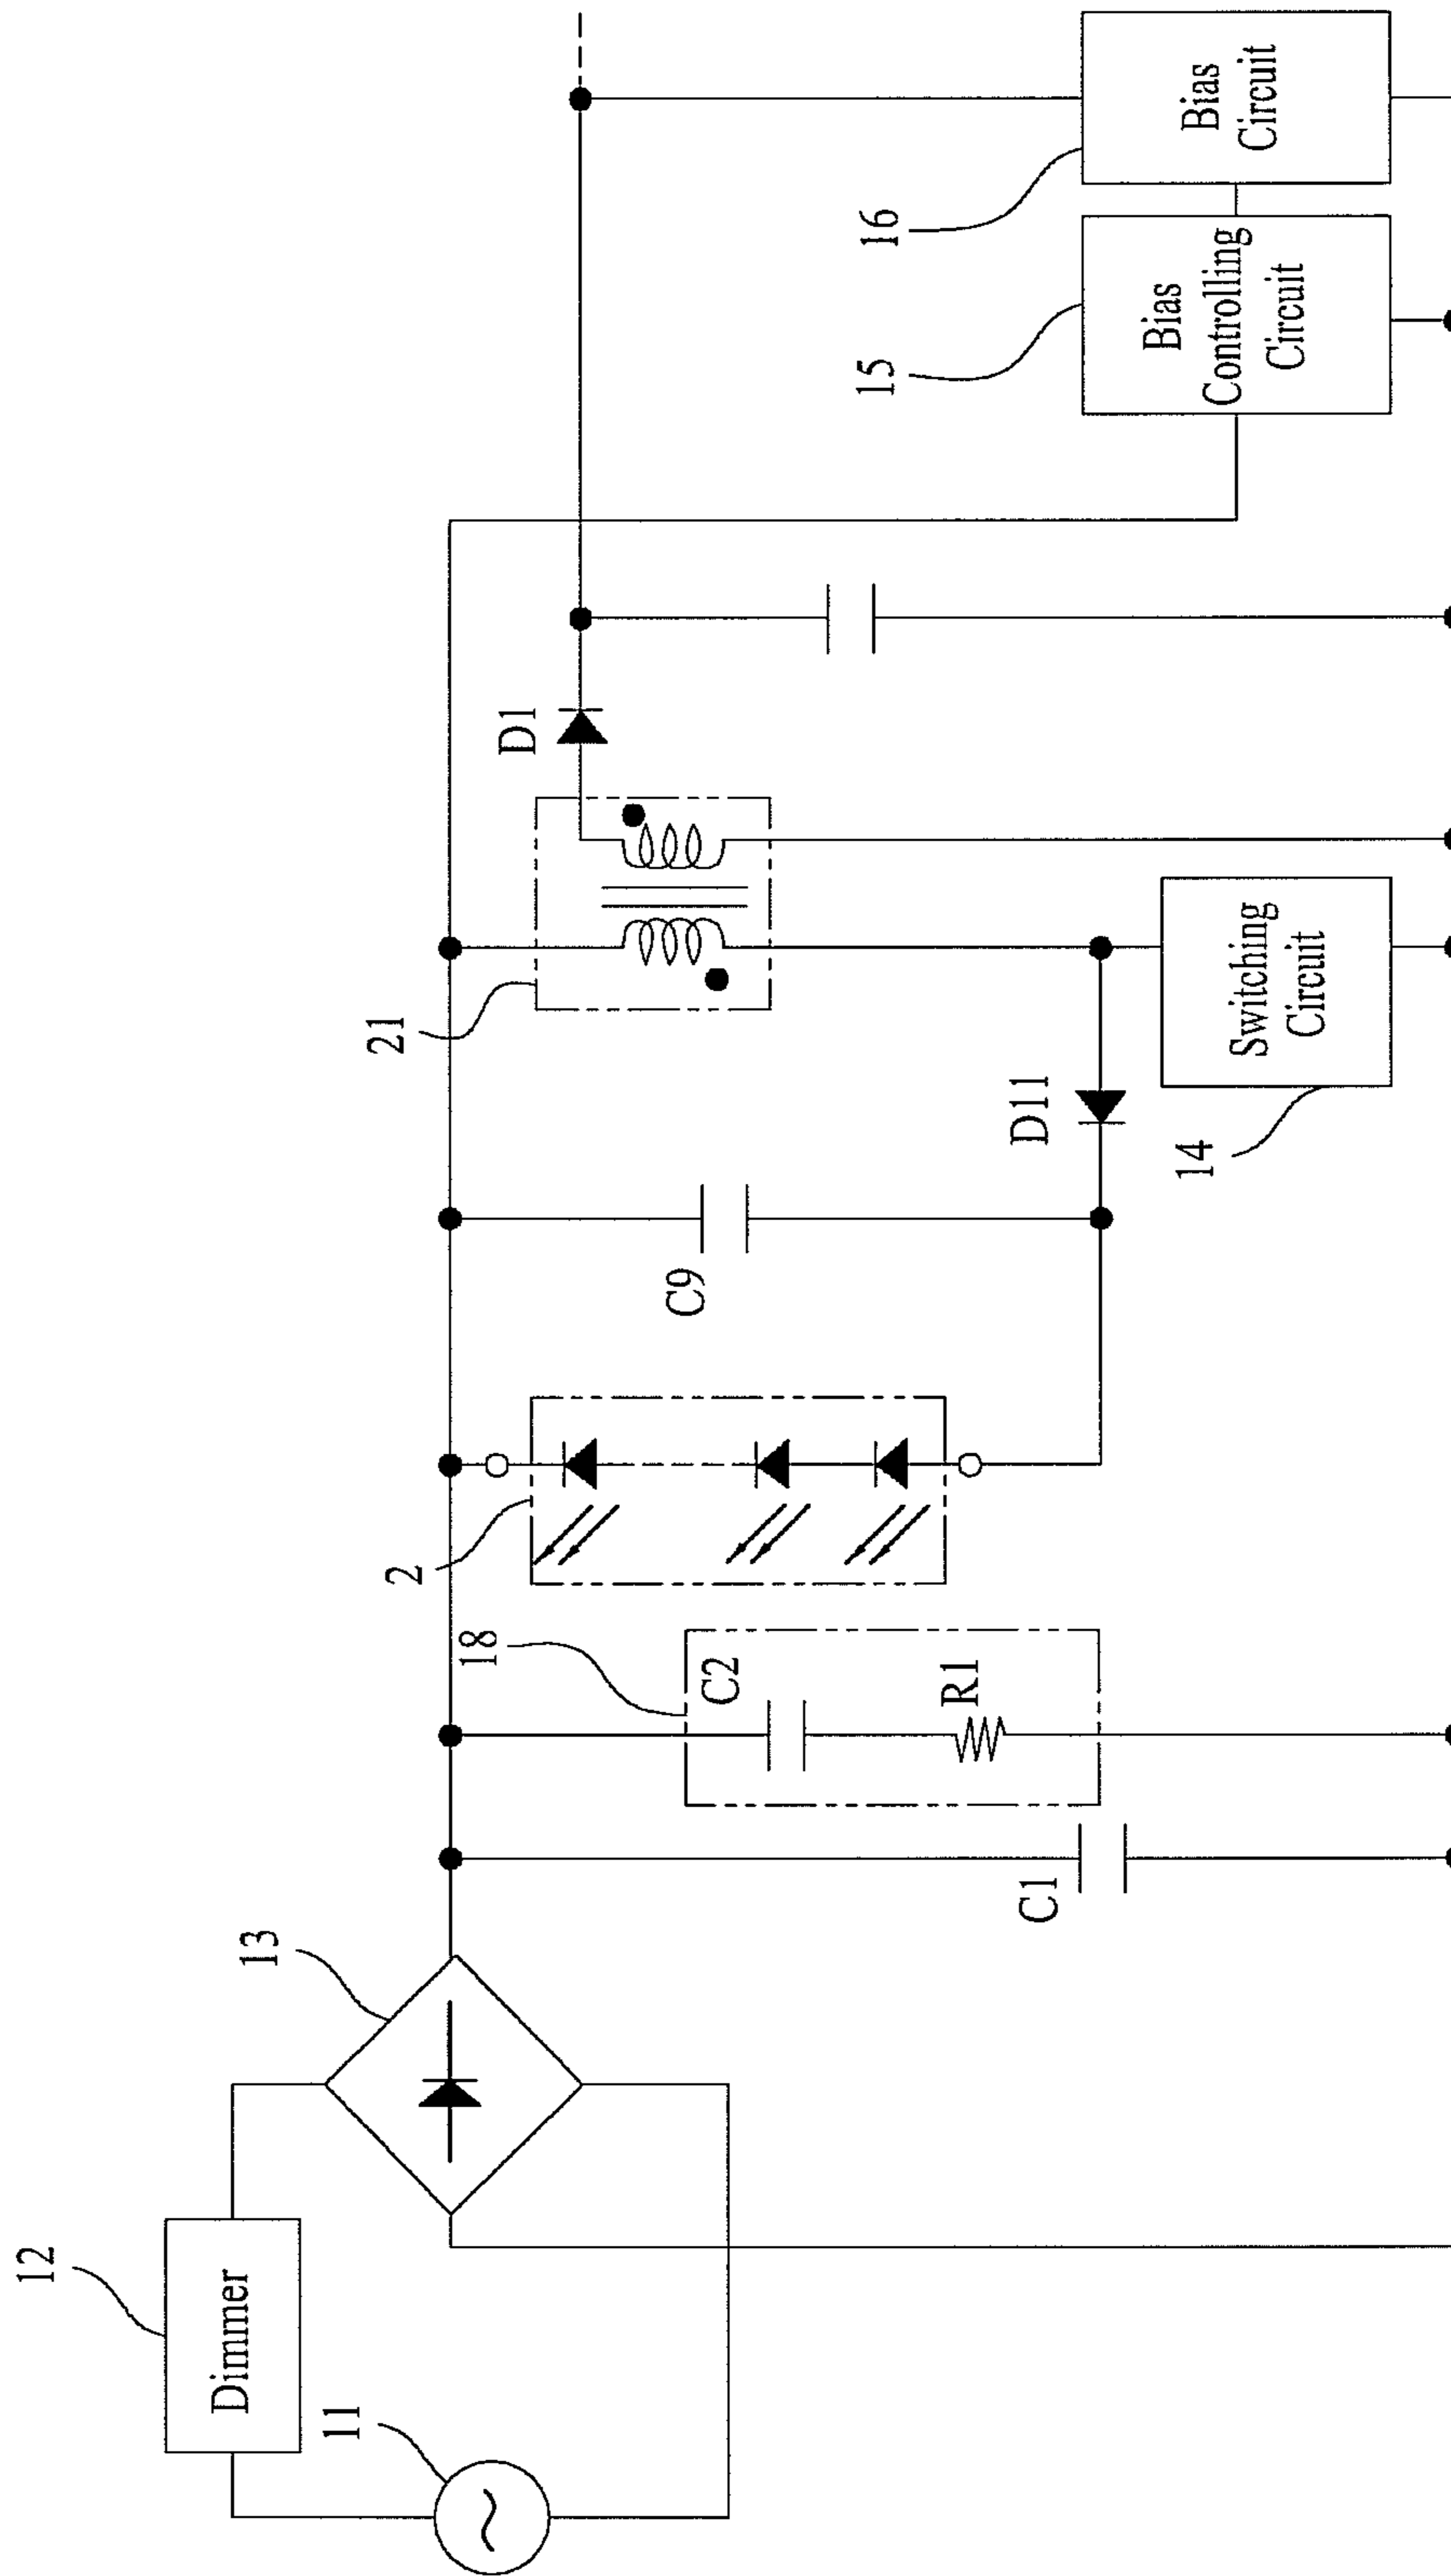 12
Dimmer
11
13
C1
18
C2
R1
2
C9
D11
21
D1
14
Switching
Circuit
15
Bias
Controlling
Circuit
16
Bias
Circuit